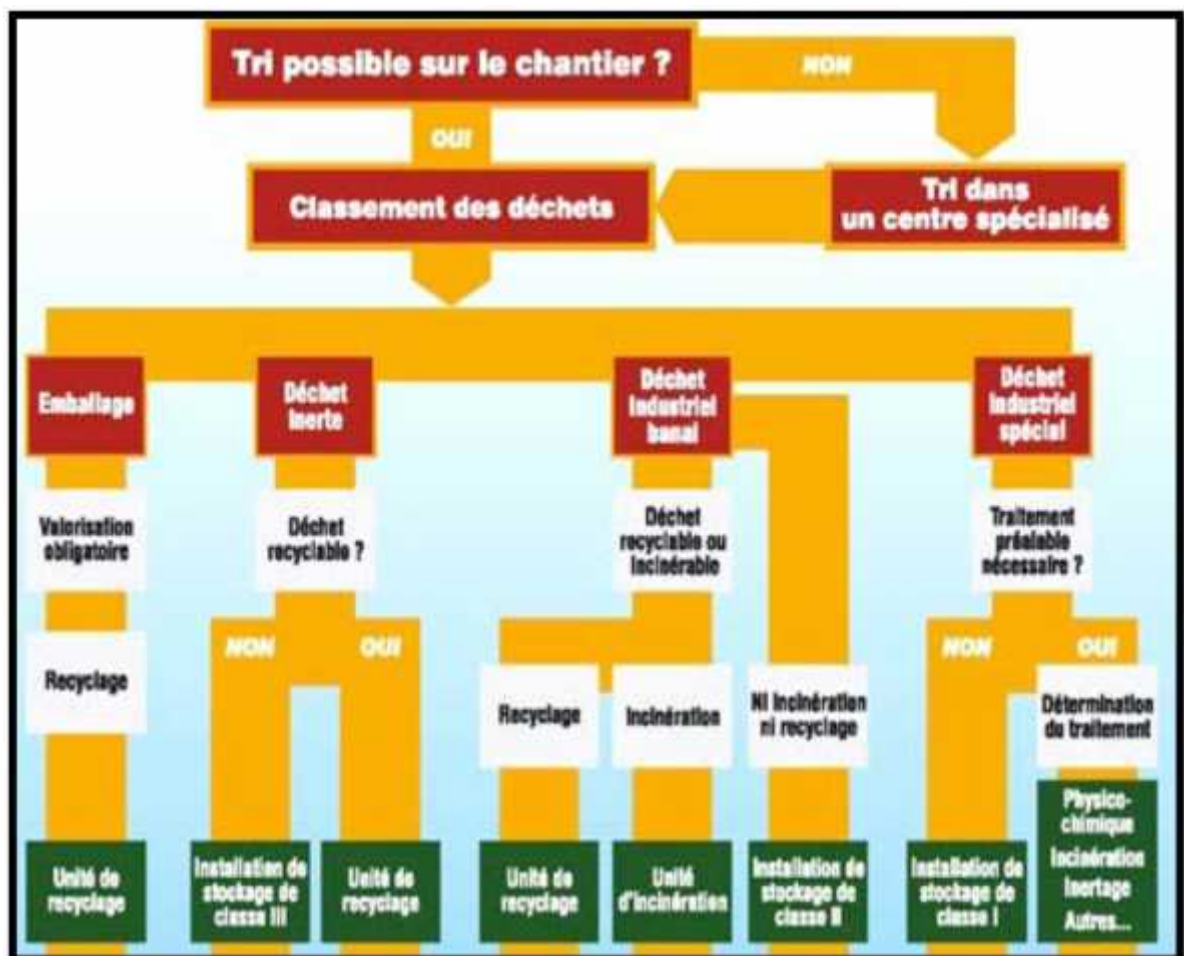 Tri possible sur le chantier ?
NON
OUI
Classement des déchets
Tri dans
un centre spécialisé
Emballage
Déchet
inerte
Déchet
industriel
banal
Déchet
industriel
spécial
Valorisation
obligatoire
Déchet
recyclable ?
Déchet
recyclable ou
incinérable
Traitement
préalable
nécessaire ?
NON
OUI
NON
OUI
Recyclage
Recyclage
Incinération
Ni incinération
ni recyclage
Détermination
du traitement
Unité de
recyclage
Installation de
stockage de
classe III
Unité de
recyclage
Unité de
recyclage
Unité
d'incinération
Installation de
stockage de
classe II
Installation de
stockage de
classe I
Physico-
chimique
Incinération
Inertage
Autres...